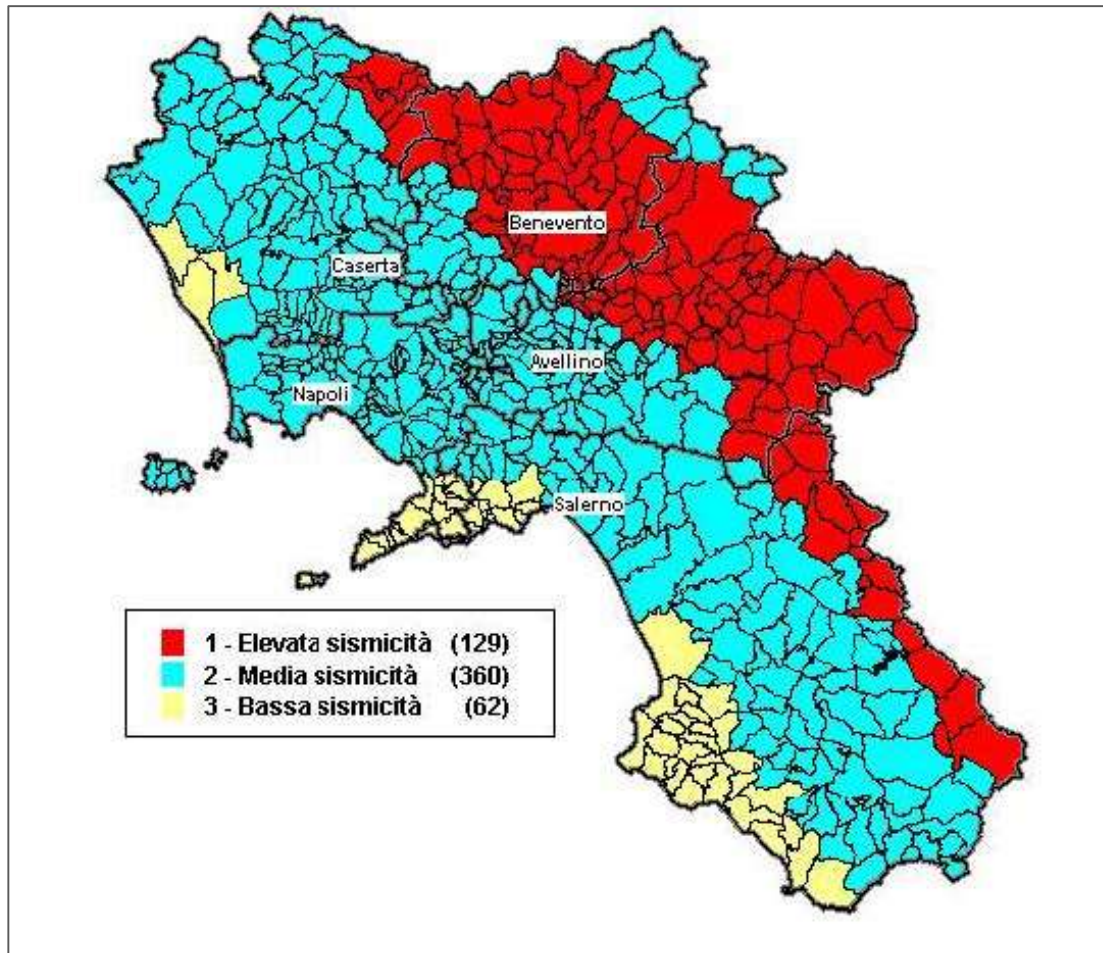 Benevento
Caserta
Avellino
Napoli
Salerno
1 - Elevata sismicità (129)
2 - Media sismicità (360)
3 - Bassa sismicità (62)